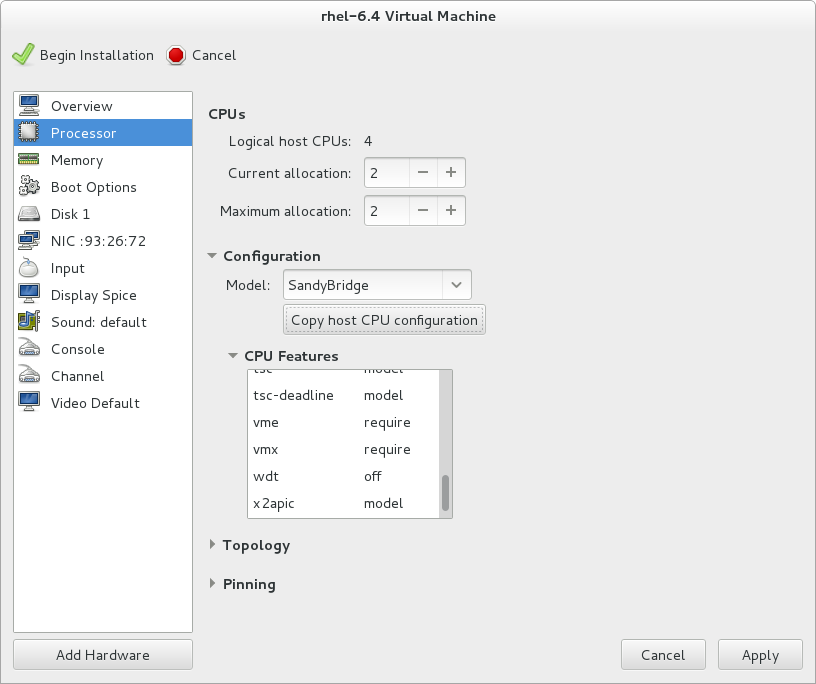 rhel-6.4 Virtual Machine
Begin Installation Cancel
Overview
Processor
Memory
Boot Options
Disk 1
NIC :93:26:72
Input
Display Spice
Sound: default
Console
Channel
Video Default
Add Hardware
CPUs
Logical host CPUs: 4
Current allocation: 2
Maximum allocation: 2
Configuration
Model: SandyBridge
Copy host CPU configuration
CPU Features
tsc model
tsc-deadline model
vme require
vmx require
wdt off
x2apic model
Topology
Pinning
Cancel Apply